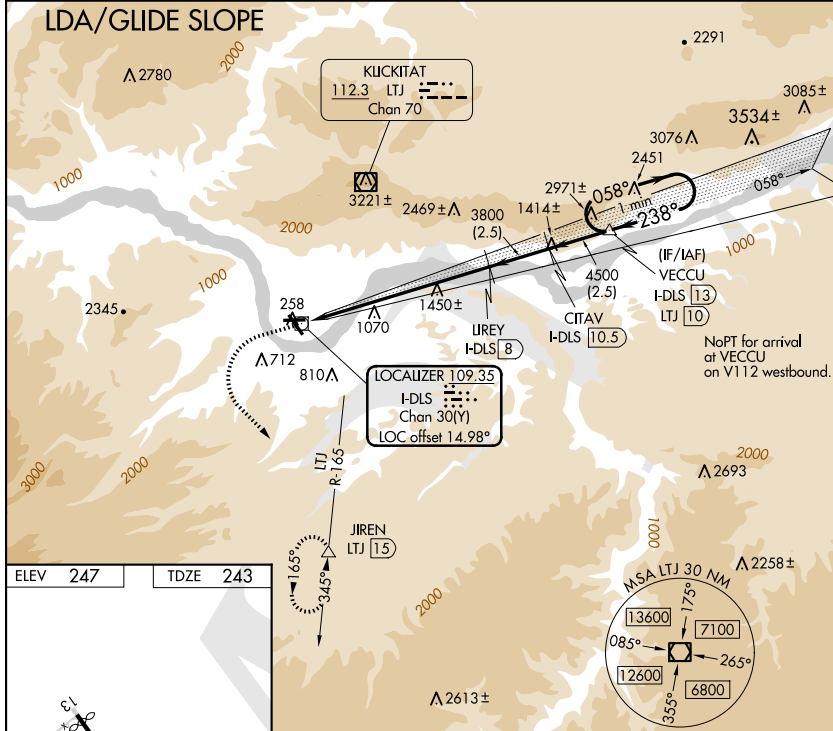 LDA/GLIDE SLOPE
2291
2000
2780
KLICKITAT
112.3 LTJ
Chan 70
3085±
3534±
3076
2451
1000
3221±
2971±
058°
1 min
238°
058°
2469±
1414±
3800
(2.5)
2000
1000
1000
(IF/IAF)
VECCU
I-DLS 13
LTJ 10
4500
(2.5)
2345
258
1070
1450±
LIREY
I-DLS 8
CITAV
I-DLS 10.5
NoPT for arrival
at VECCU
on V112 westbound.
712
810
LOCALIZER 109.35
I-DLS
Chan 30(Y)
LOC offset 14.98°
LTJ
R-165
2000
3000
2000
2693
1000
JIREN
LTJ 15
165°
345°
2258±
2000
ELEV 247
TDZE 243
MSA LTJ 30 NM
13600
175°
7100
085°
265°
12600
6800
355°
2613±
13